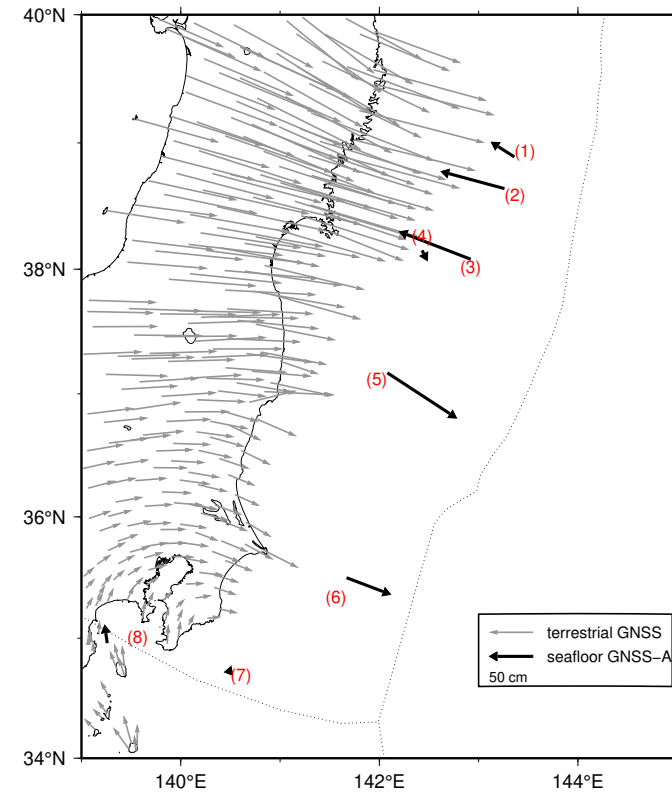 40°N
(1)
(2)
(4)
38°N
(3)
(5)
36°N
(6)
terrestrial GNSS
(8)
seafloor GNSS−A
(7)
50 cm
34°N
140°E
142°E
144°E